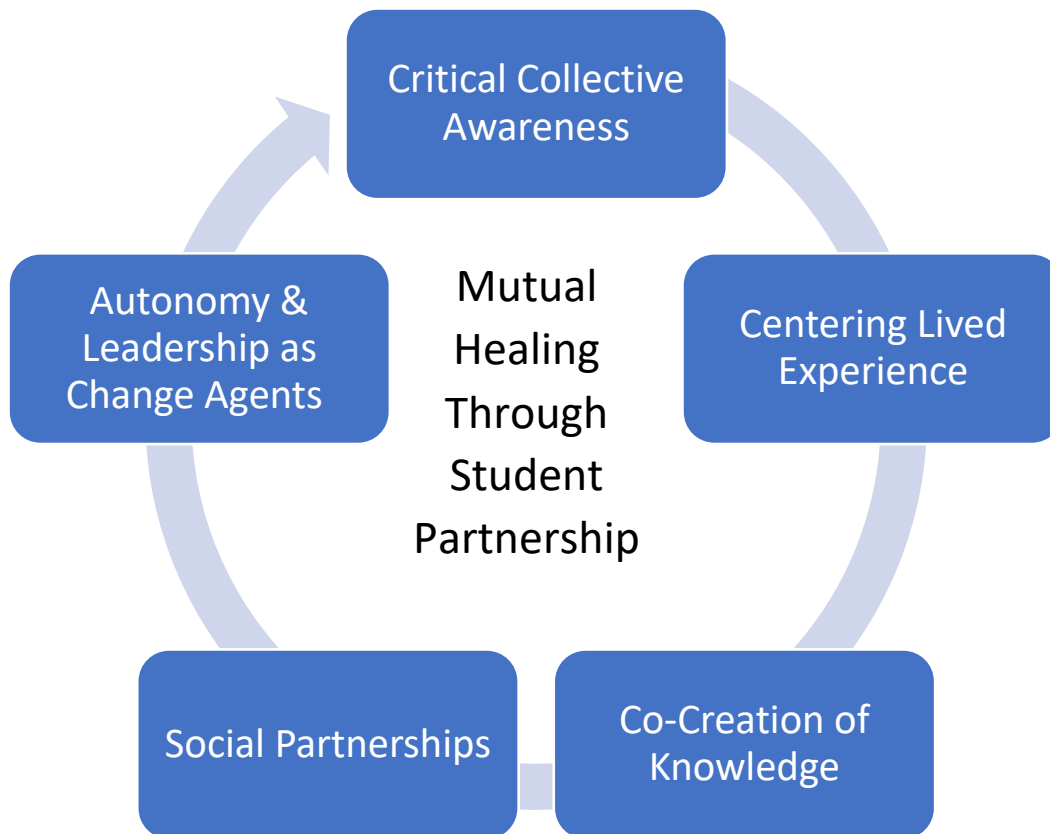 Critical Collective
Awareness
Centering Lived
Experience
Co-Creation of
Knowledge
Social Partnerships
Autonomy &
Leadership as
Change Agents
Mutual
Healing
Through
Student
Partnership